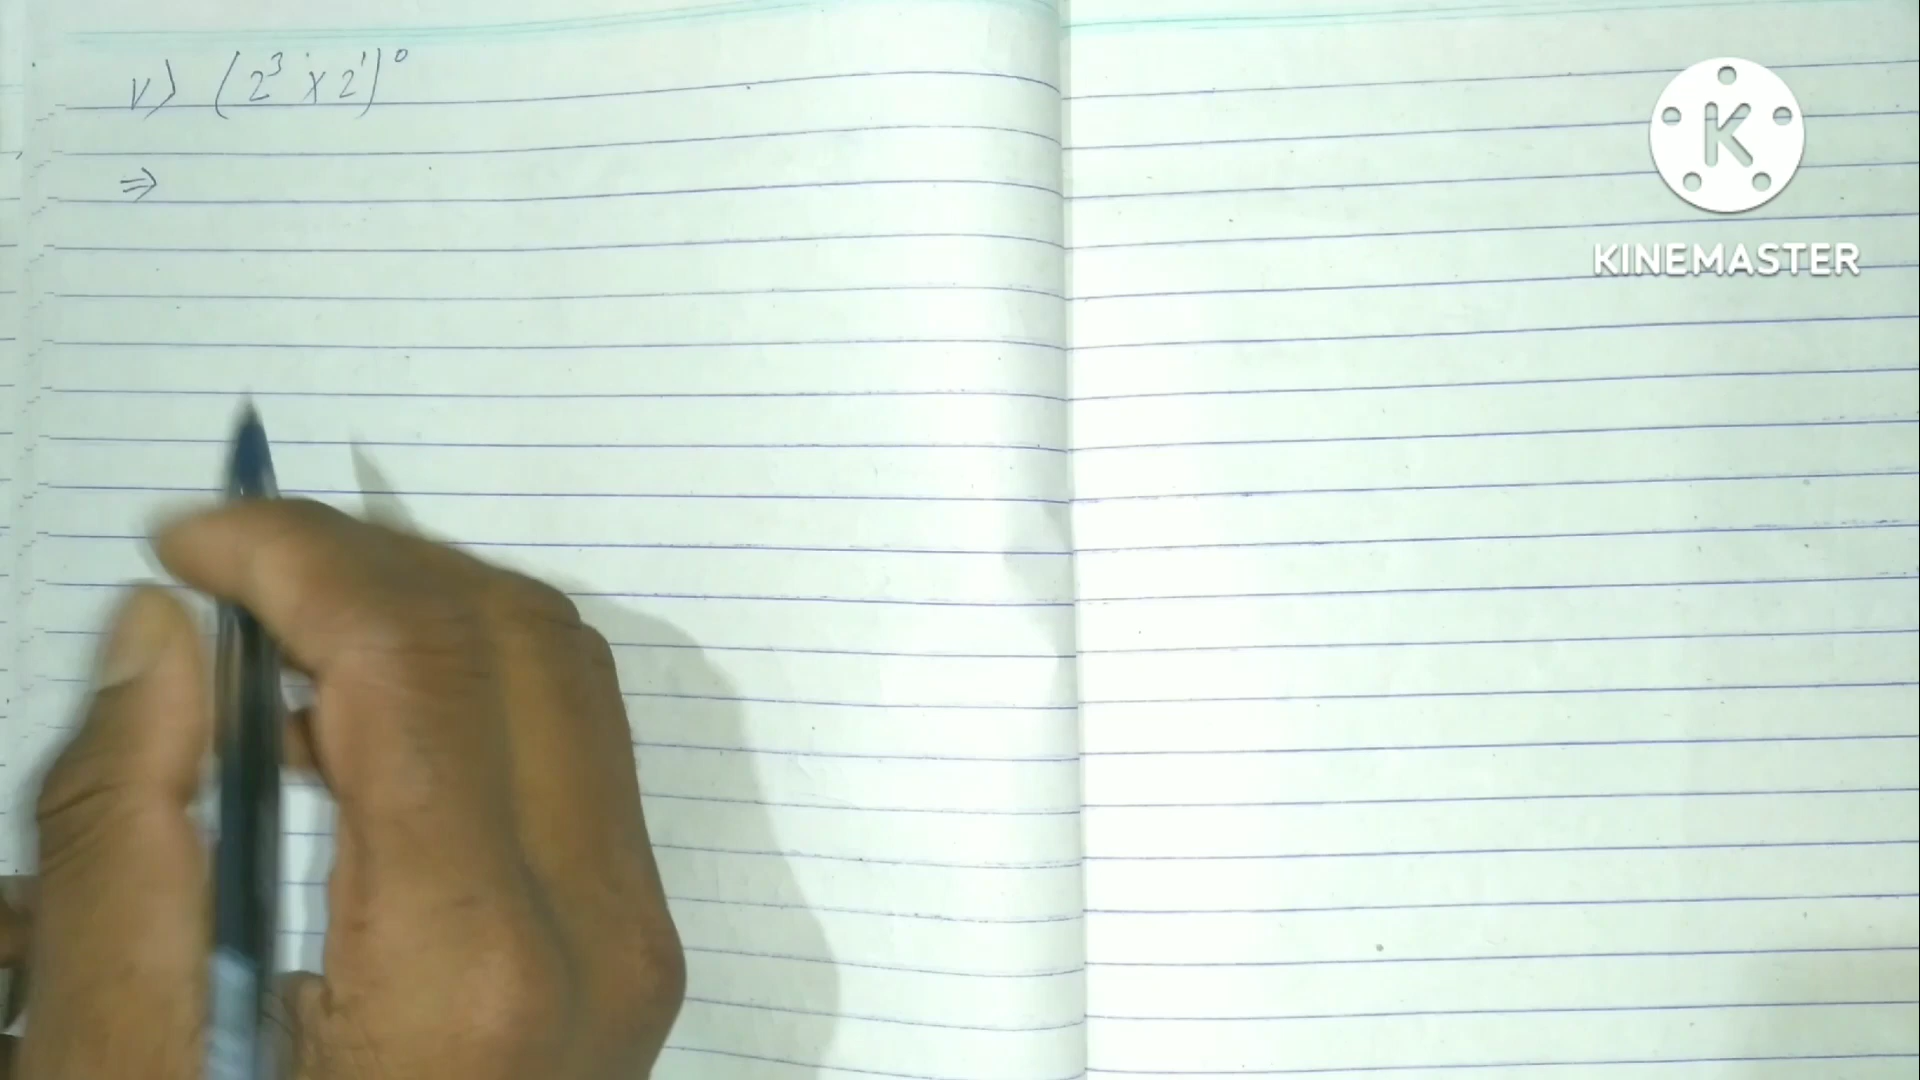 v) (2³ × 2¹)⁰
⇒
K
KINEMASTER